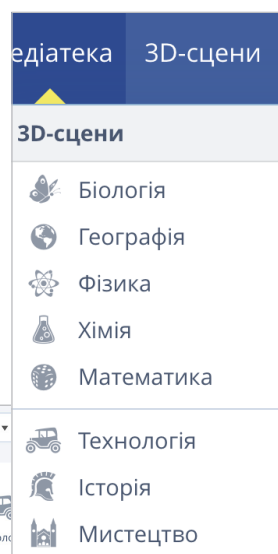 едіатека 3D-сцени
3D-сцени
Біологія
Географія
Фізика
Хімія
Математика
Технологія
Історія
Мистецтво